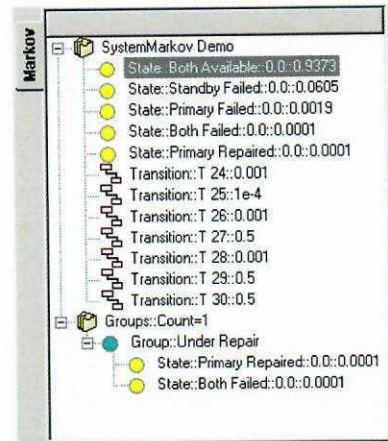 Markov
SystemMarkov Demo
State::Both Available::0.0::0.9373
State::Standby Failed::0.0::0.0605
State::Primary Failed::0.0::0.0019
State::Both Failed::0.0::0.0001
State::Primary Repaired::0.0::0.0001
Transition::T 24::0.001
Transition::T 25::1e-4
Transition::T 26::0.001
Transition::T 27::0.5
Transition::T 28::0.001
Transition::T 29::0.5
Transition::T 30::0.5
Groups::Count=1
Group::Under Repair
State::Primary Repaired::0.0::0.0001
State::Both Failed::0.0::0.0001